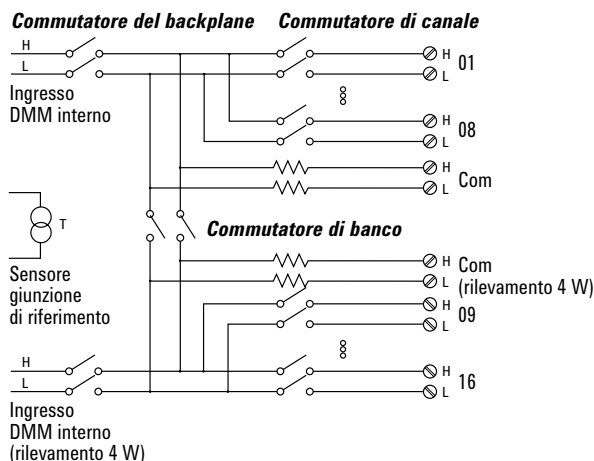 Commutatore del backplane Commutatore di canale
H
L
Ingresso
DMM interno
H
L
01
H
L
08
H
L
Com
T
Sensore
giunzione
di riferimento
Commutatore di banco
H
L
Com
(rilevamento 4 W)
H
L
09
H
L
Ingresso
DMM interno
(rilevamento 4 W)
H
L
16